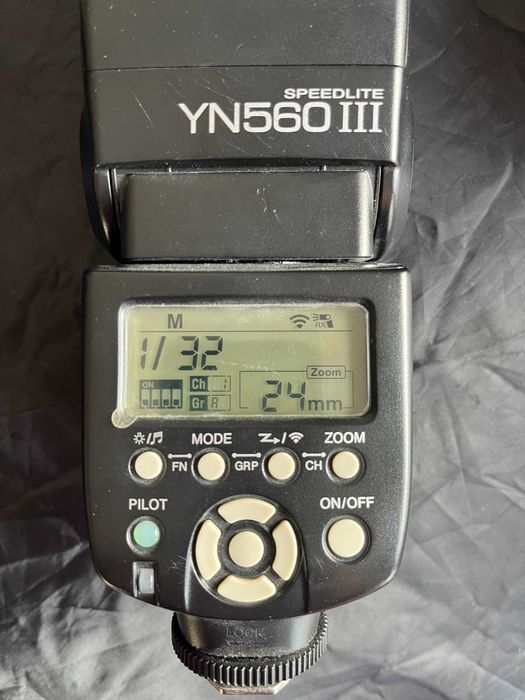 SPEEDLITE
YN560 III
M
RX
1/ 32
Zoom
ON Ch 1
24mm
Gr A
☼/♫ MODE /  ZOOM
FN GRP CH
PILOT ON/OFF
LOCK